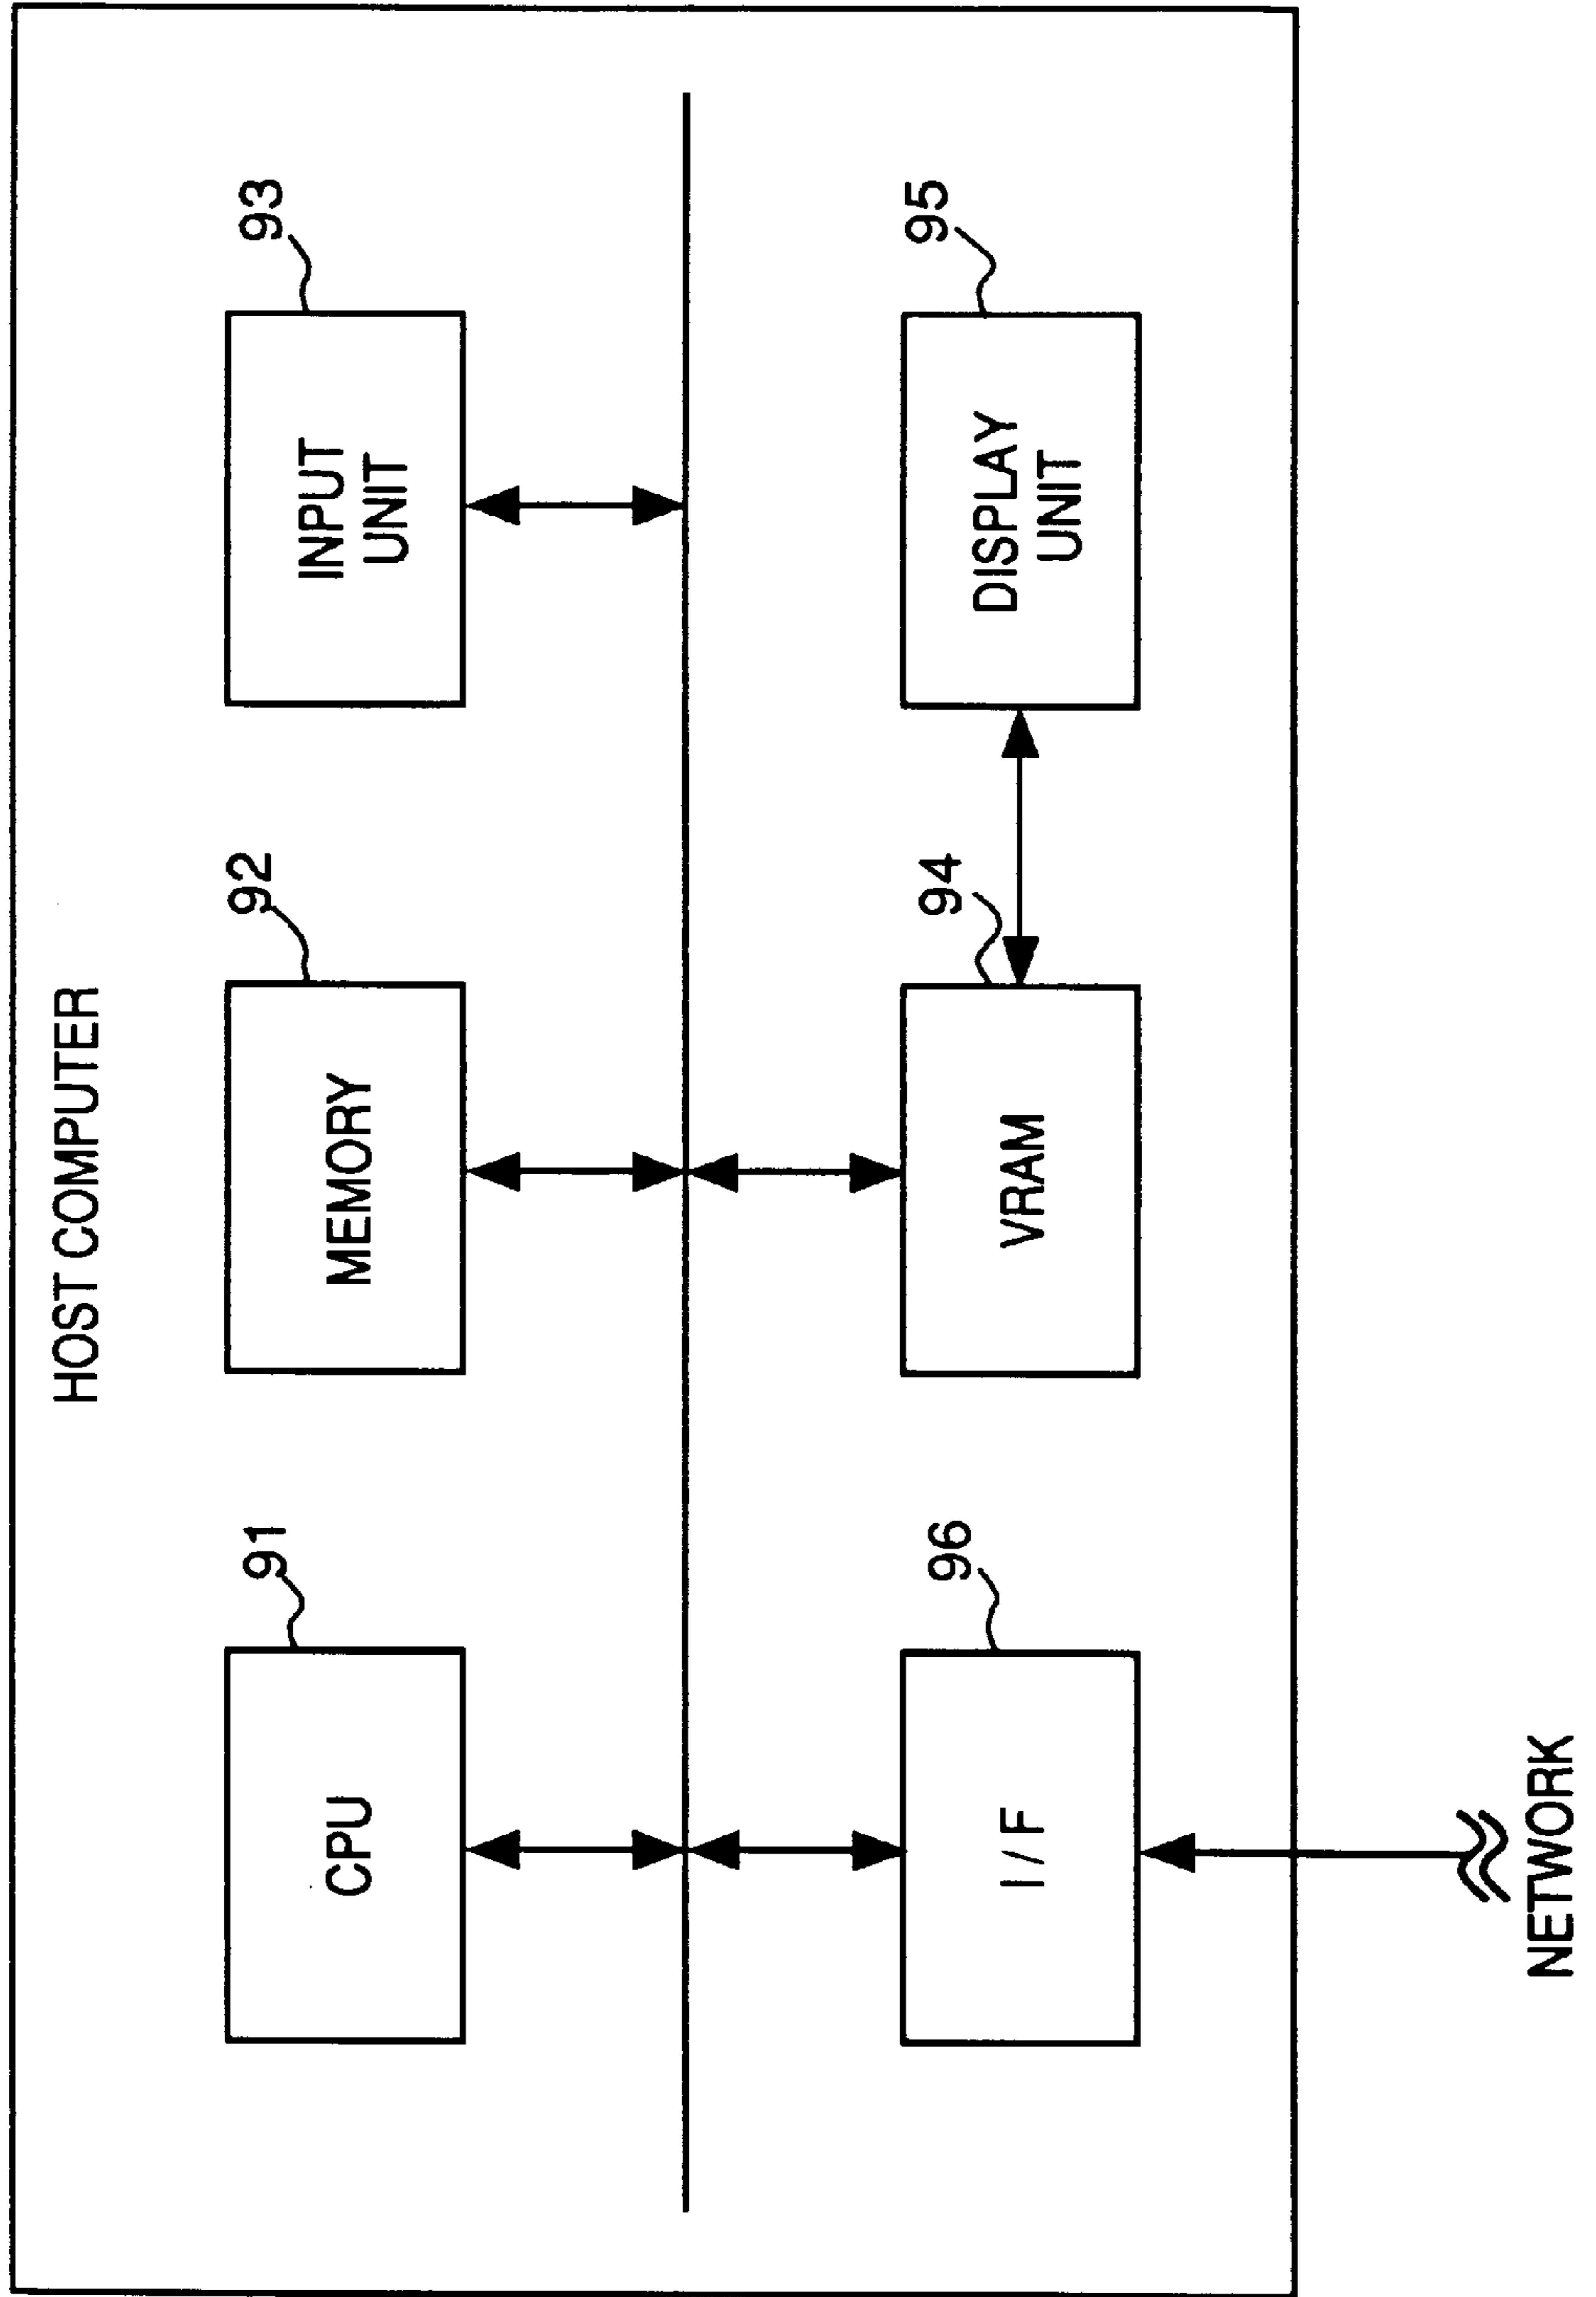 HOST COMPUTER
91
92
93
CPU
MEMORY
INPUT
UNIT
96
94
95
I/F
VRAM
DISPLAY
UNIT
NETWORK